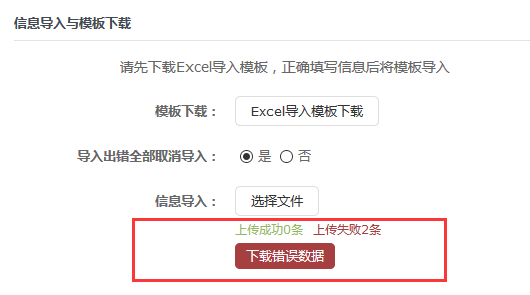 信息导入与模板下载
请先下载Excel导入模板，正确填写信息后将模板导入
模板下载： Excel导入模板下载
导入出错全部取消导入： 是 否
信息导入： 选择文件
上传成功0条 上传失败2条
下载错误数据